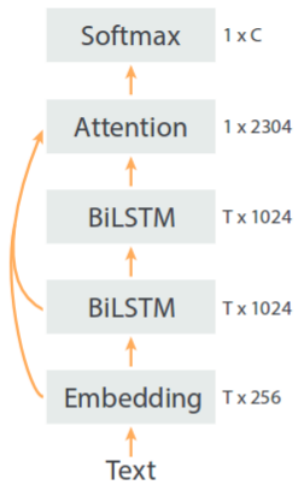 Softmax 1 x C
Attention 1 x 2304
BiLSTM T x 1024
BiLSTM T x 1024
Embedding T x 256
Text